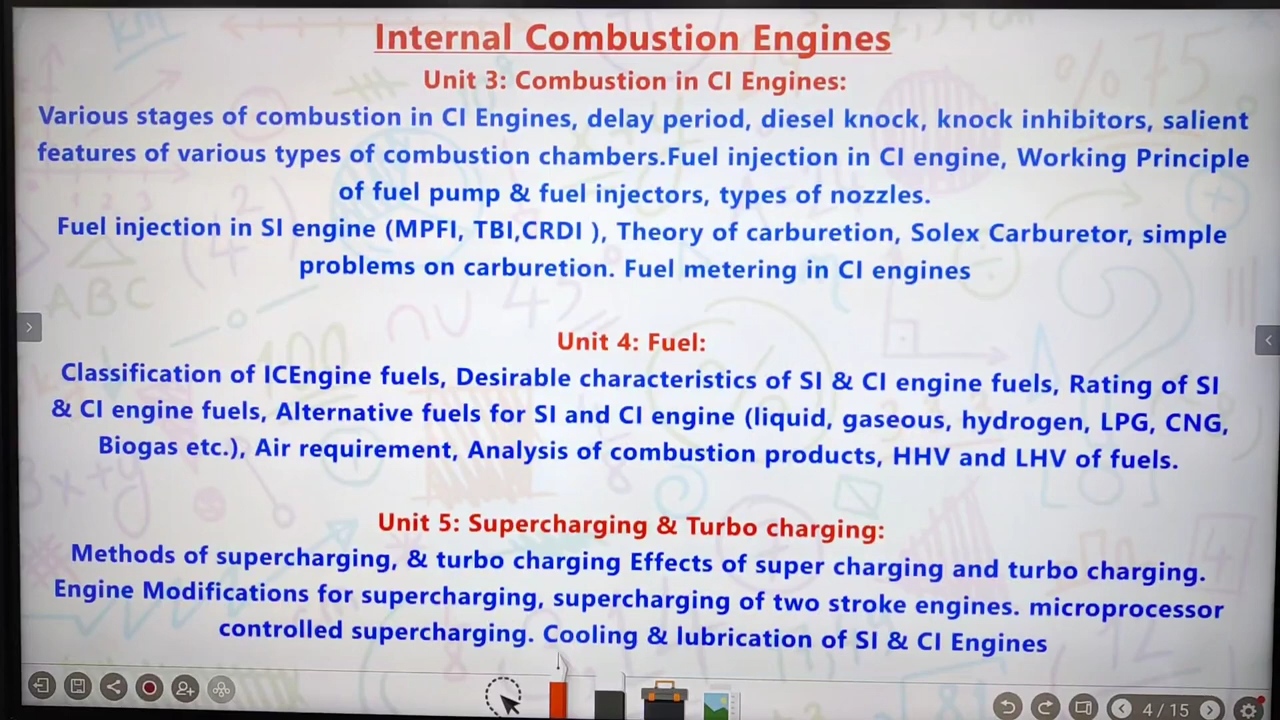 Internal Combustion Engines
Unit 3: Combustion in CI Engines:
Various stages of combustion in CI Engines, delay period, diesel knock, knock inhibitors, salient
features of various types of combustion chambers.Fuel injection in CI engine, Working Principle
of fuel pump & fuel injectors, types of nozzles.
Fuel injection in SI engine (MPFI, TBI,CRDI ), Theory of carburetion, Solex Carburetor, simple
problems on carburetion. Fuel metering in CI engines
Unit 4: Fuel:
Classification of ICEngine fuels, Desirable characteristics of SI & CI engine fuels, Rating of SI
& CI engine fuels, Alternative fuels for SI and CI engine (liquid, gaseous, hydrogen, LPG, CNG,
Biogas etc.), Air requirement, Analysis of combustion products, HHV and LHV of fuels.
Unit 5: Supercharging & Turbo charging:
Methods of supercharging, & turbo charging Effects of super charging and turbo charging.
Engine Modifications for supercharging, supercharging of two stroke engines. microprocessor
controlled supercharging. Cooling & lubrication of SI & CI Engines
4 / 15